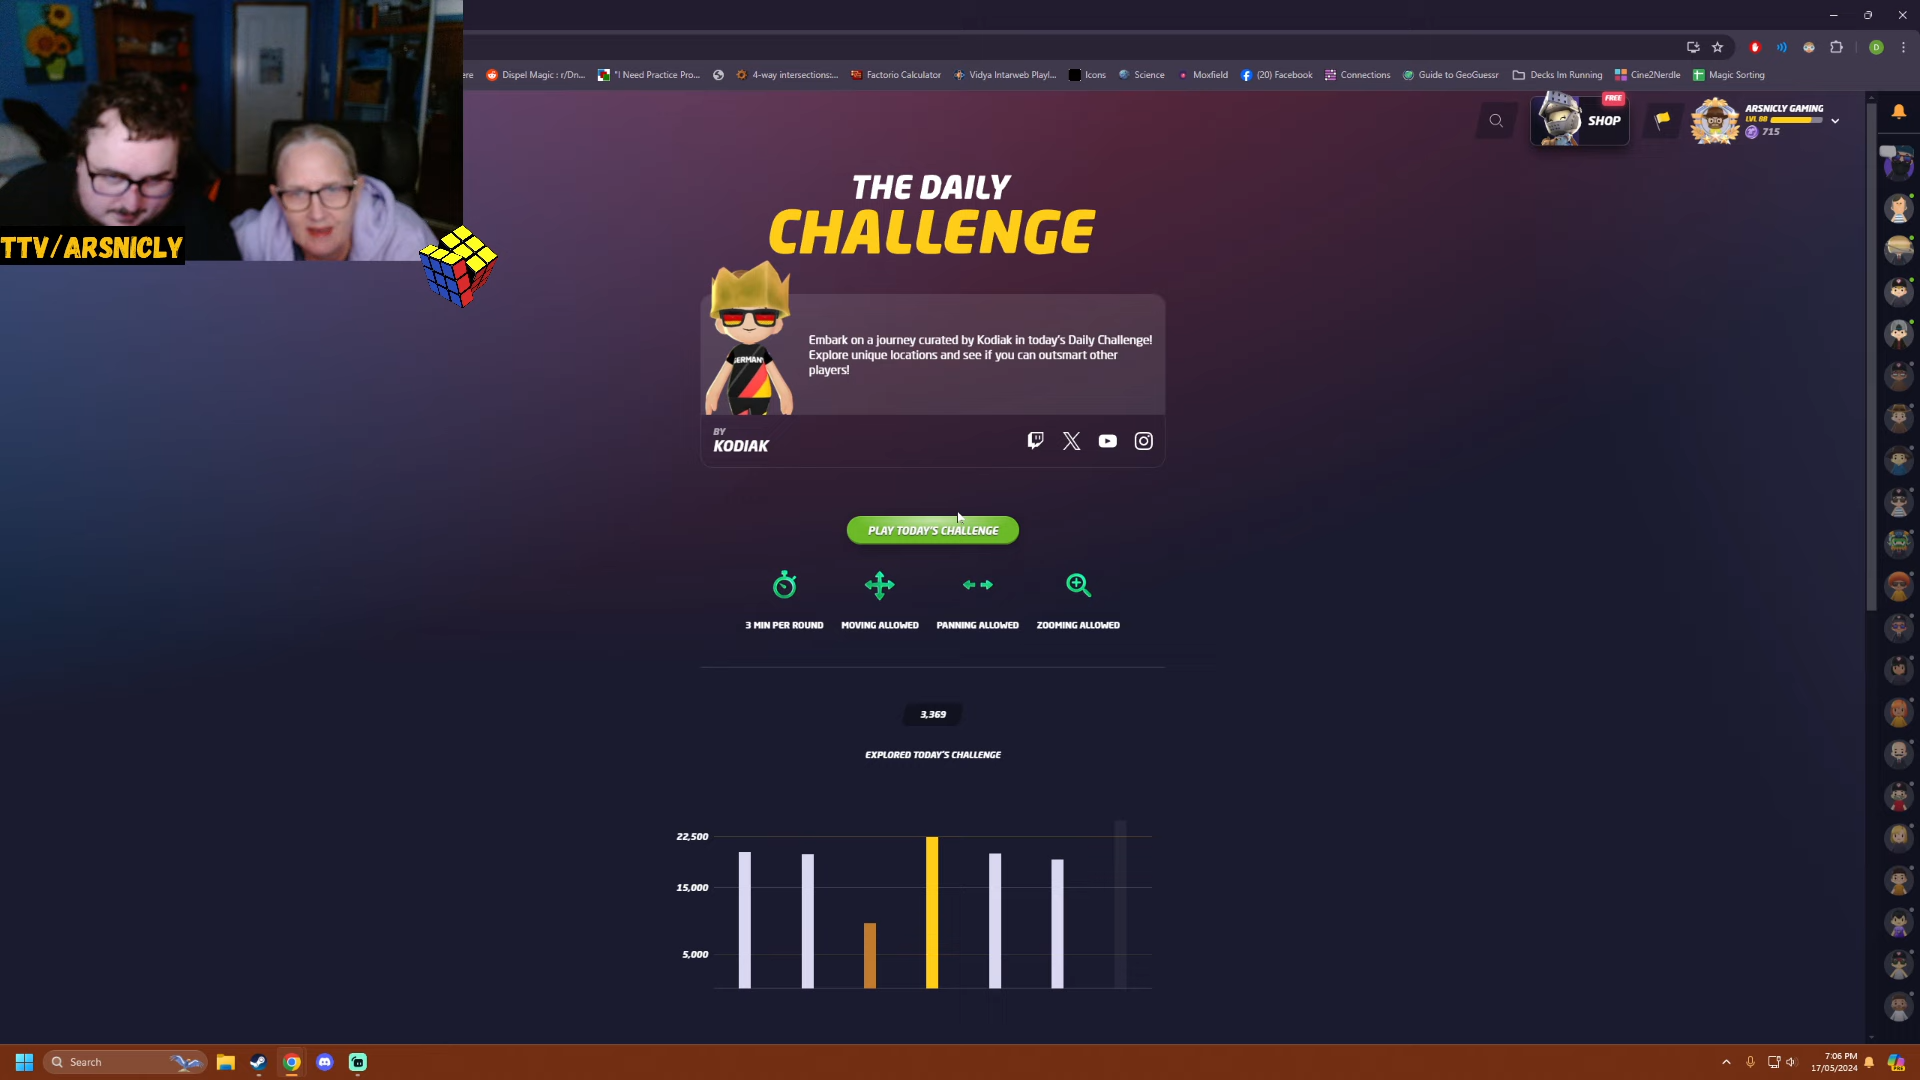 ere
Dispel Magic : r/Dn...
"I Need Practice Pro...
4-way intersections:...
Factorio Calculator
Vidya Intarweb Playl...
Icons
Science
Moxfield
(20) Facebook
Connections
Guide to GeoGuessr
Decks Im Running
Cine2Nerdle
Magic Sorting
D
FREE
SHOP
ARSNICLY GAMING
LVL 88
715
THE DAILY
CHALLENGE
TTV/ARSNICLY
GERMAN
Embark on a journey curated by Kodiak in today's Daily Challenge!
Explore unique locations and see if you can outsmart other
players!
BY
KODIAK
PLAY TODAY'S CHALLENGE
3 MIN PER ROUND
MOVING ALLOWED
PANNING ALLOWED
ZOOMING ALLOWED
3,369
EXPLORED TODAY'S CHALLENGE
22,500
15,000
5,000
Search
7:06 PM
17/05/2024